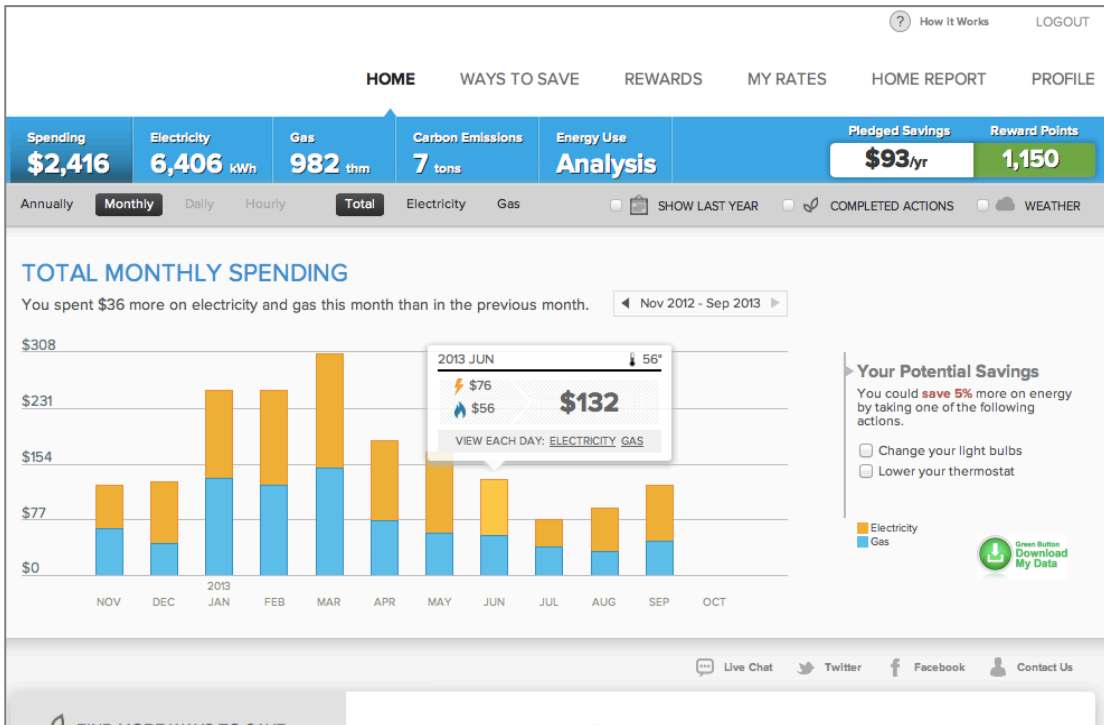 ? How it Works LOGOUT
HOME WAYS TO SAVE REWARDS MY RATES HOME REPORT PROFILE
Spending Electricity Gas Carbon Emissions Energy Use Pledged Savings Reward Points
$2,416 6,406 kWh 982 thm 7 tons Analysis $93/yr 1,150
Annually Monthly Daily Hourly Total Electricity Gas SHOW LAST YEAR COMPLETED ACTIONS WEATHER
TOTAL MONTHLY SPENDING
You spent $36 more on electricity and gas this month than in the previous month.
Nov 2012 - Sep 2013
$308
$231
$154
$77
$0
2013 JUN 56°
$76
$56
$132
VIEW EACH DAY: ELECTRICITY GAS
2013
NOV DEC JAN FEB MAR APR MAY JUN JUL AUG SEP OCT
Your Potential Savings
You could save 5% more on energy
by taking one of the following
actions.
Change your light bulbs
Lower your thermostat
Electricity
Gas
Green Button
Download
My Data
Live Chat Twitter Facebook Contact Us
FIND MORE WAYS TO SAVE